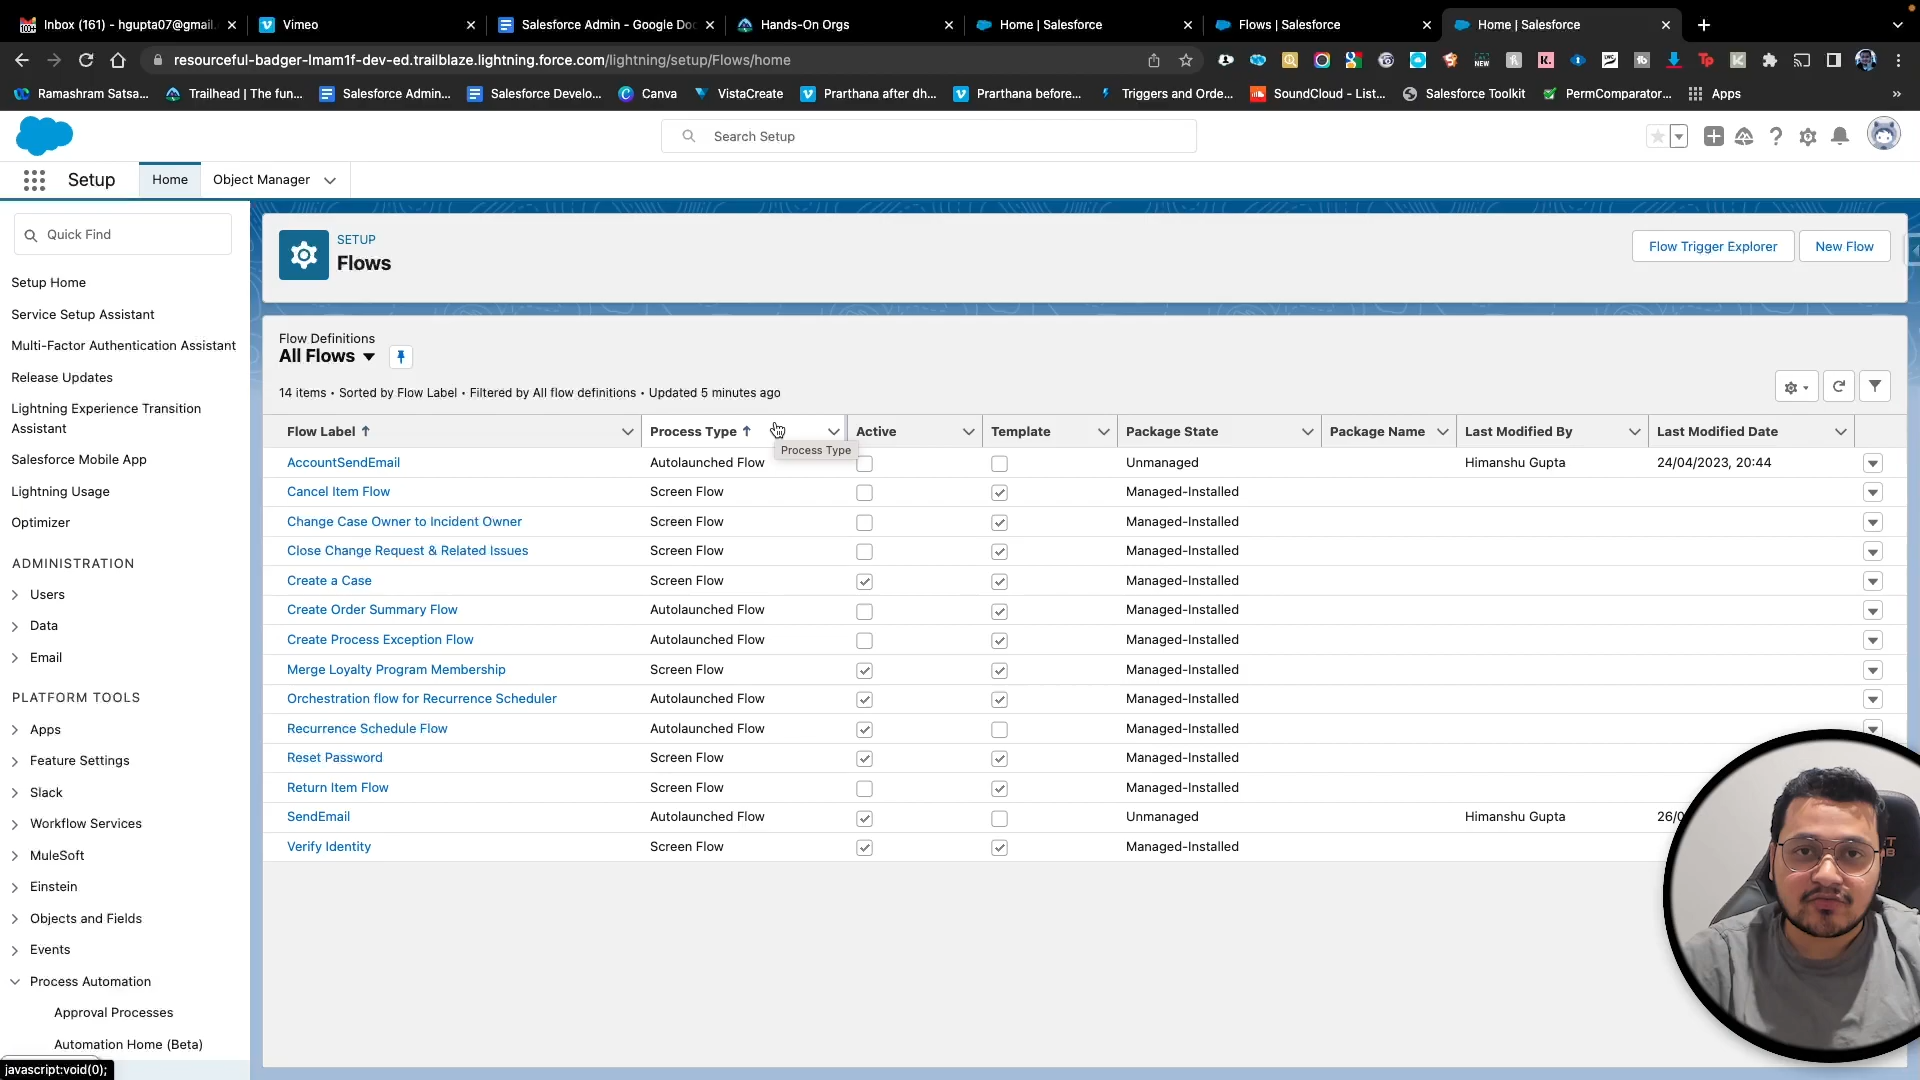 Inbox (161) - hgupta07@gmail.
Vimeo
Salesforce Admin - Google Doc
Hands-On Orgs
Home | Salesforce
Flows | Salesforce
Home | Salesforce
resourceful-badger-lmam1f-dev-ed.trailblaze.lightning.force.com/lightning/setup/Flows/home
Ramashram Satsa...
Trailhead | The fun...
Salesforce Admin...
Salesforce Develo...
Canva
VistaCreate
Prarthana after dh...
Prarthana before...
Triggers and Orde...
SoundCloud - List...
Salesforce Toolkit
PermComparator...
Apps
»
Search Setup
Setup
Home
Object Manager
Quick Find
Setup Home
Service Setup Assistant
Multi-Factor Authentication Assistant
Release Updates
Lightning Experience Transition
Assistant
Salesforce Mobile App
Lightning Usage
Optimizer
ADMINISTRATION
Users
Data
Email
PLATFORM TOOLS
Apps
Feature Settings
Slack
Workflow Services
MuleSoft
Einstein
Objects and Fields
Events
Process Automation
Approval Processes
Automation Home (Beta)
javascript:void(0);
SETUP
Flows
Flow Trigger Explorer
New Flow
Flow Definitions
All Flows
14 items • Sorted by Flow Label • Filtered by All flow definitions • Updated 5 minutes ago
Flow Label ↑ Process Type ↑ Active Template Package State Package Name Last Modified By Last Modified Date
Process Type
AccountSendEmail Autolaunched Flow Unmanaged Himanshu Gupta 24/04/2023, 20:44
Cancel Item Flow Screen Flow Managed-Installed
Change Case Owner to Incident Owner Screen Flow Managed-Installed
Close Change Request & Related Issues Screen Flow Managed-Installed
Create a Case Screen Flow Managed-Installed
Create Order Summary Flow Autolaunched Flow Managed-Installed
Create Process Exception Flow Autolaunched Flow Managed-Installed
Merge Loyalty Program Membership Screen Flow Managed-Installed
Orchestration flow for Recurrence Scheduler Autolaunched Flow Managed-Installed
Recurrence Schedule Flow Autolaunched Flow Managed-Installed
Reset Password Screen Flow Managed-Installed
Return Item Flow Screen Flow Managed-Installed
SendEmail Autolaunched Flow Unmanaged Himanshu Gupta 26/0
Verify Identity Screen Flow Managed-Installed